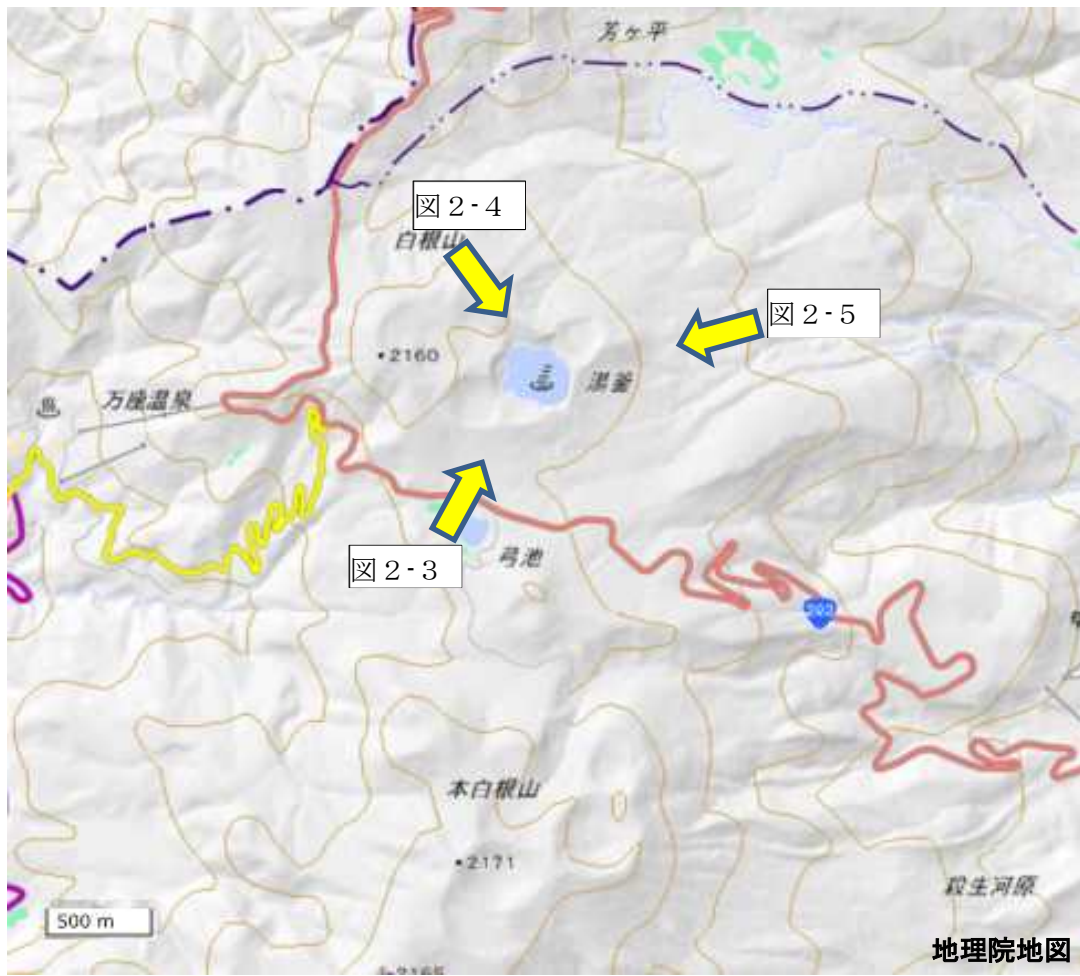 芳ヶ平
図2-4
白根山
図2-5
・2160
湯釜
万座温泉
図2-3
弓池
292
本白根山
・2171
殺生河原
500 m
地理院地図
2165